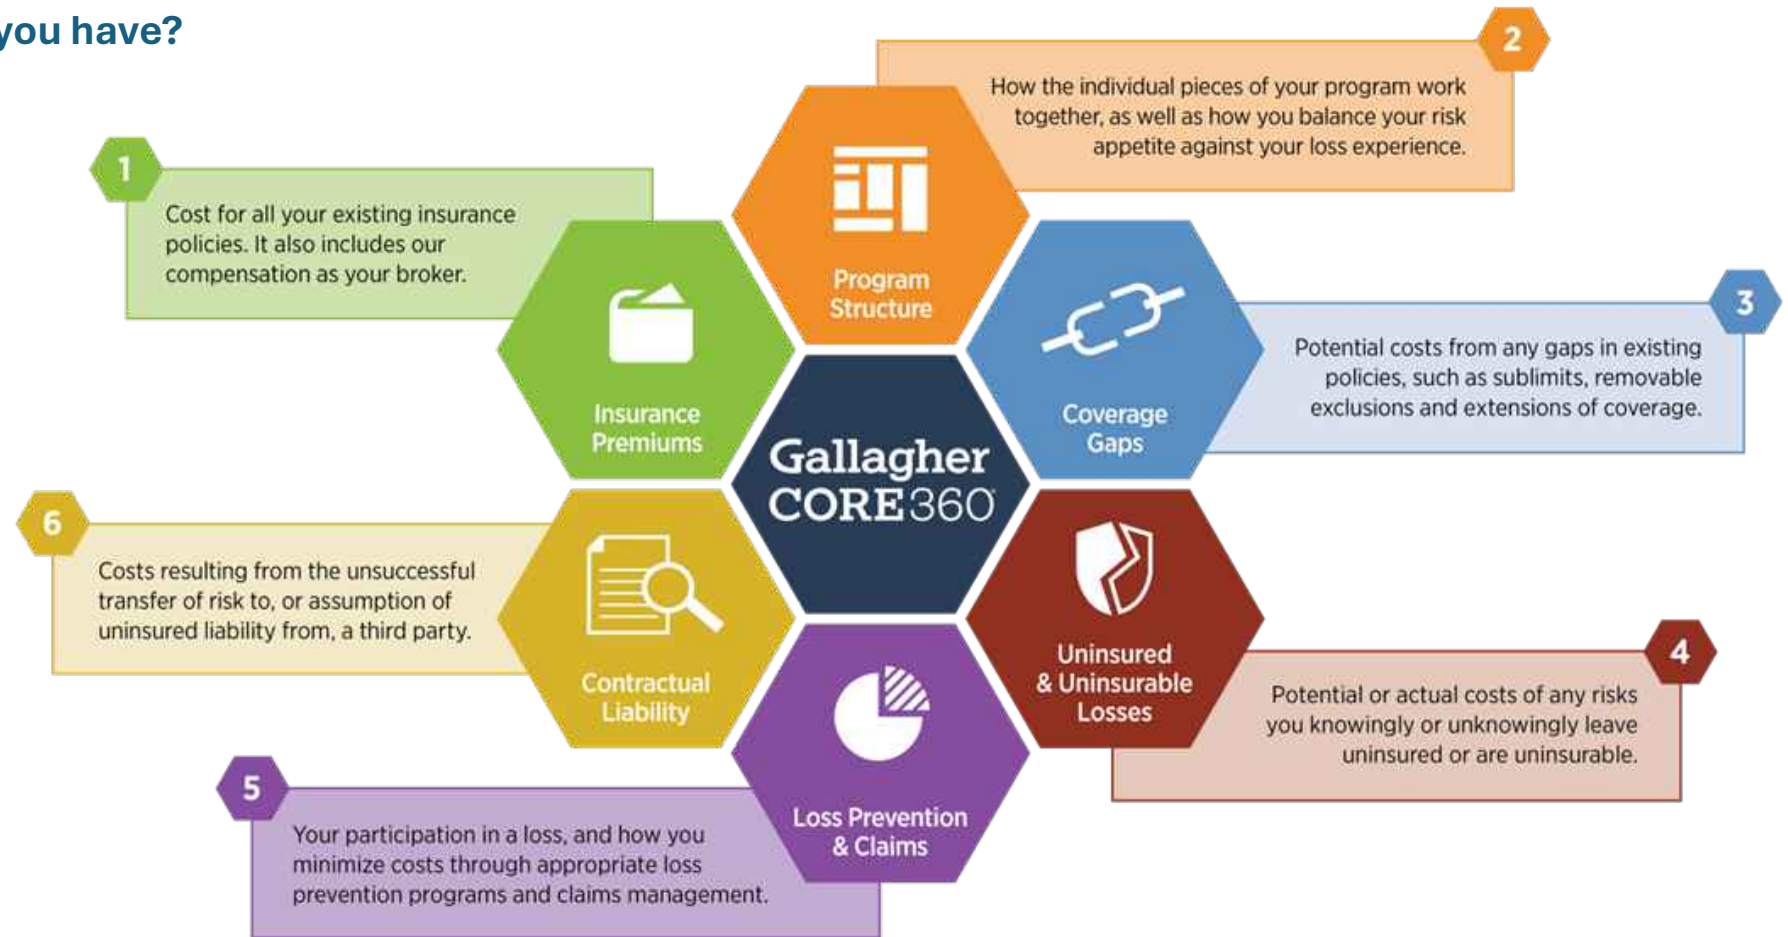 you have?
1
Cost for all your existing insurance
policies. It also includes our
compensation as your broker.
Insurance
Premiums
2
How the individual pieces of your program work
together, as well as how you balance your risk
appetite against your loss experience.
Program
Structure
3
Potential costs from any gaps in existing
policies, such as sublimits, removable
exclusions and extensions of coverage.
Coverage
Gaps
Gallagher
CORE360
4
Potential or actual costs of any risks
you knowingly or unknowingly leave
uninsured or are uninsurable.
Uninsured
& Uninsurable
Losses
5
Your participation in a loss, and how you
minimize costs through appropriate loss
prevention programs and claims management.
Loss Prevention
& Claims
6
Costs resulting from the unsuccessful
transfer of risk to, or assumption of
uninsured liability from, a third party.
Contractual
Liability